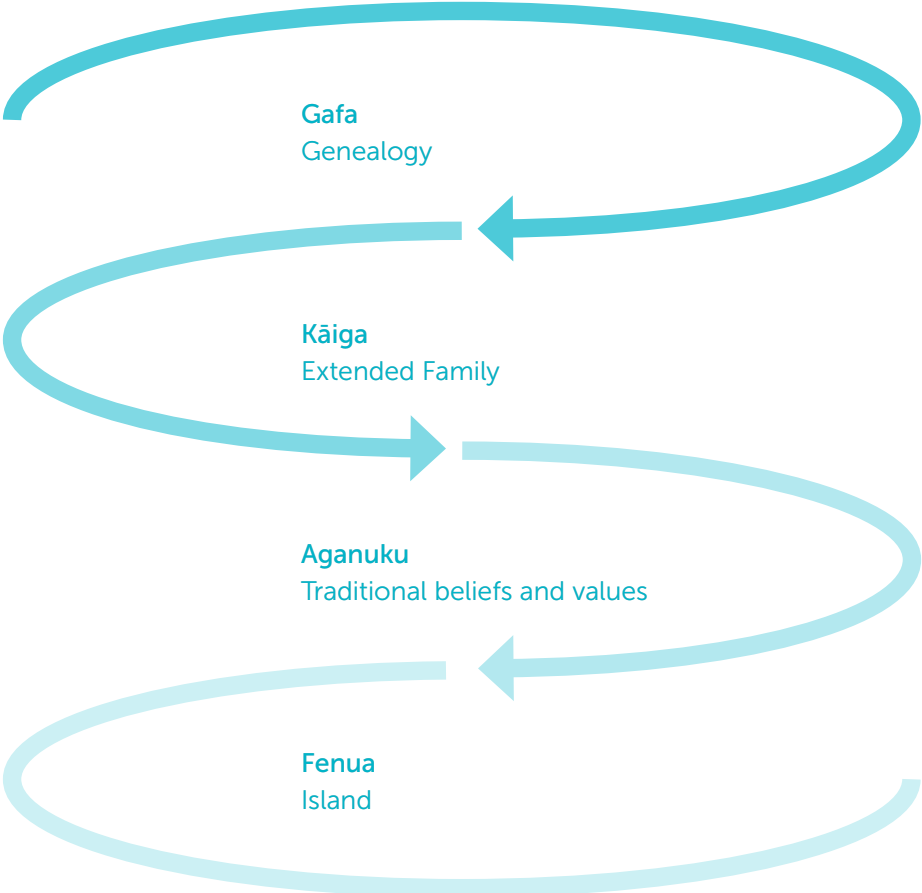 Gafa
Genealogy
Kāiga
Extended Family
Aganuku
Traditional beliefs and values
Fenua
Island